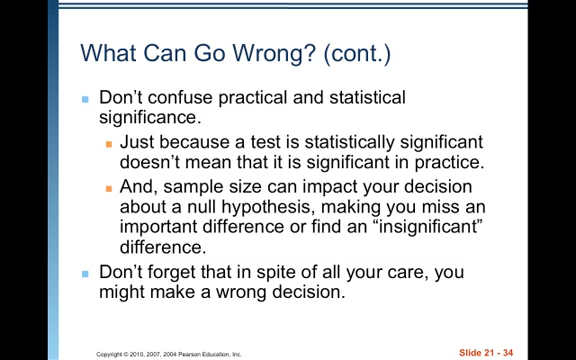 What Can Go Wrong? (cont.)
Don't confuse practical and statistical
significance.
Just because a test is statistically significant
doesn't mean that it is significant in practice.
And, sample size can impact your decision
about a null hypothesis, making you miss an
important difference or find an “insignificant”
difference.
Don't forget that in spite of all your care, you
might make a wrong decision.
Copyright © 2010, 2007, 2004 Pearson Education, Inc.
Slide 21 - 34